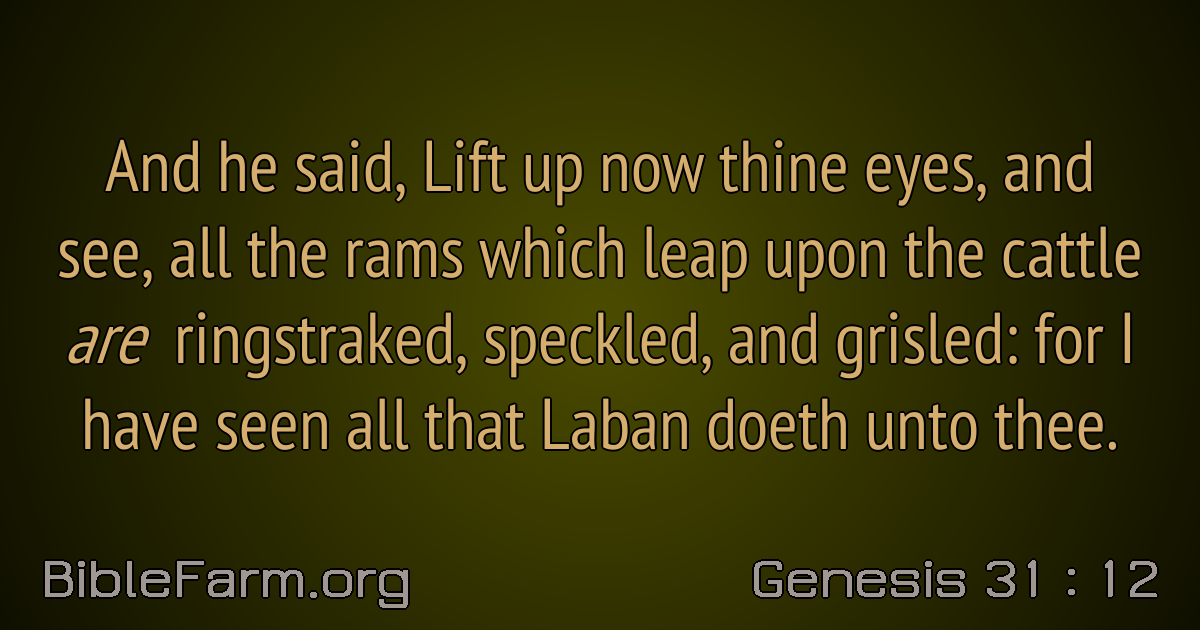 And he said, Lift up now thine eyes, and
see, all the rams which leap upon the cattle
are ringstraked, speckled, and grisled: for I
have seen all that Laban doeth unto thee.
BibleFarm.org
Genesis 31 : 12